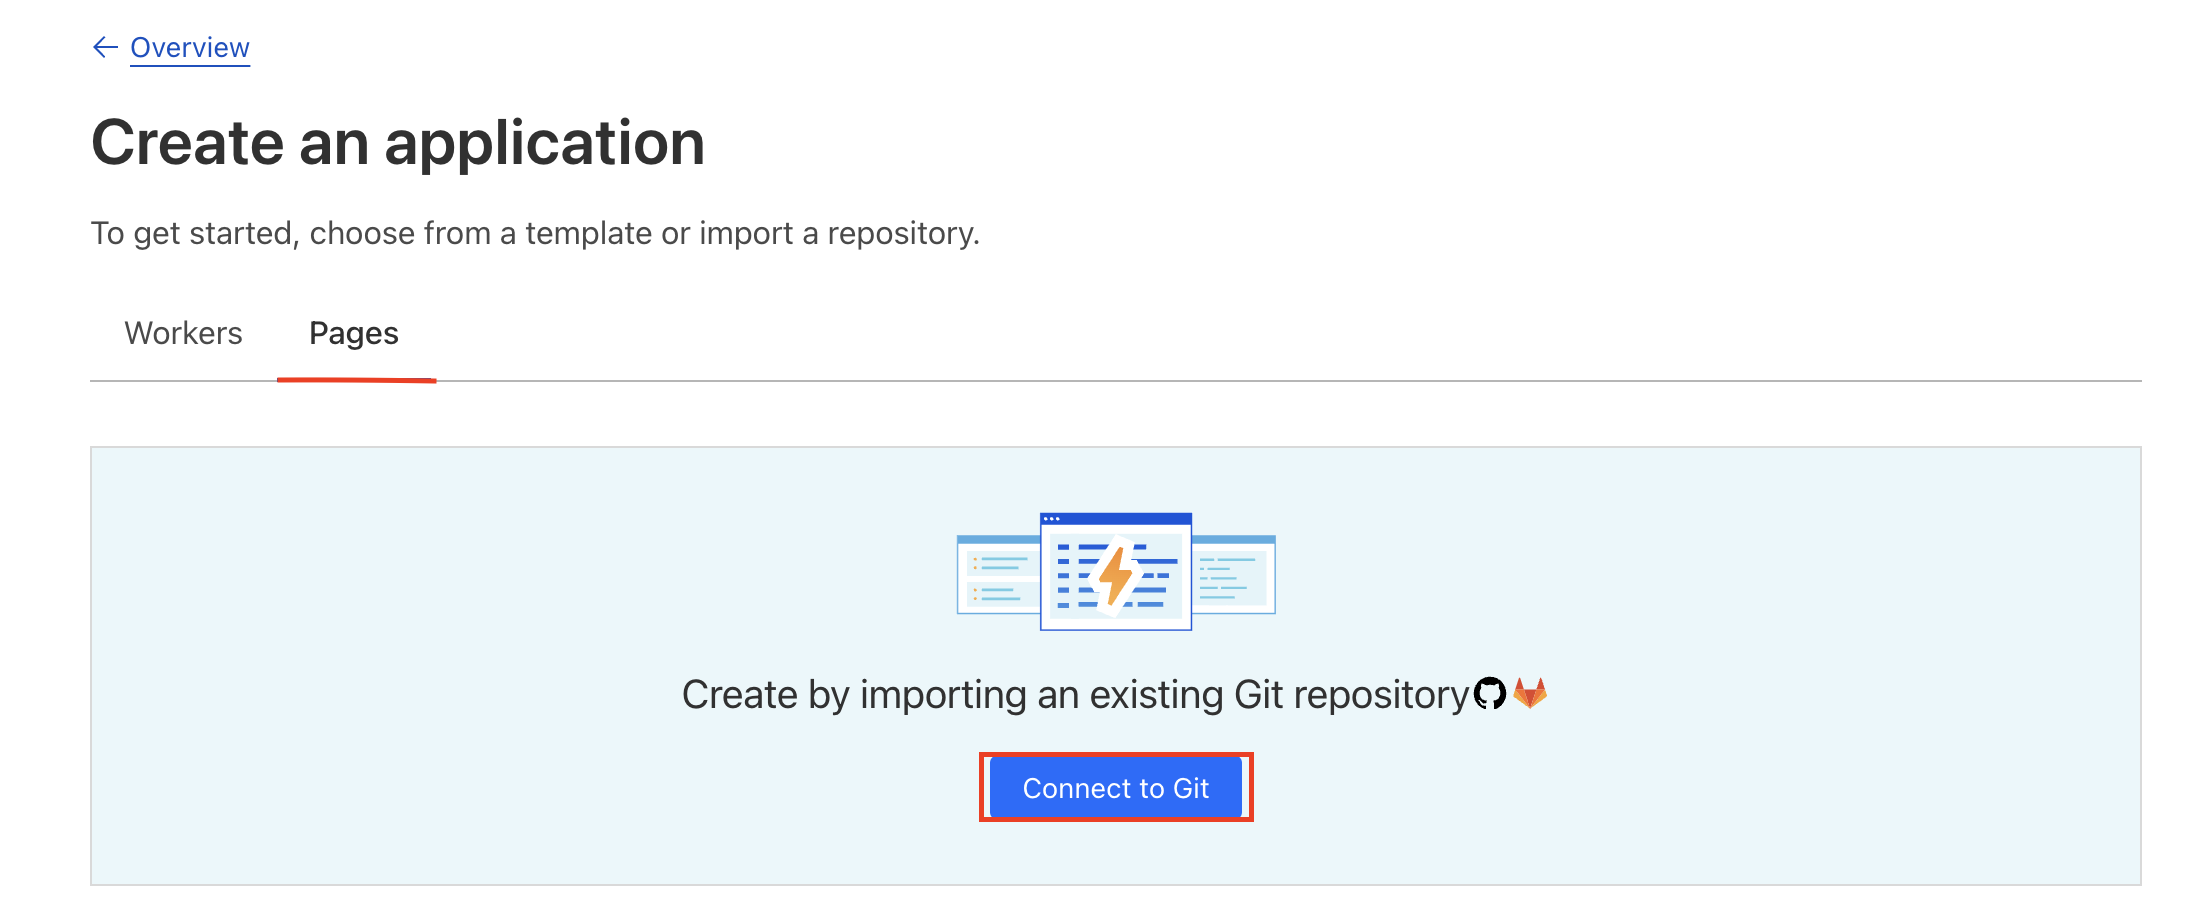 Overview
Create an application
To get started, choose from a template or import a repository.
Workers
Pages
Create by importing an existing Git repository
Connect to Git